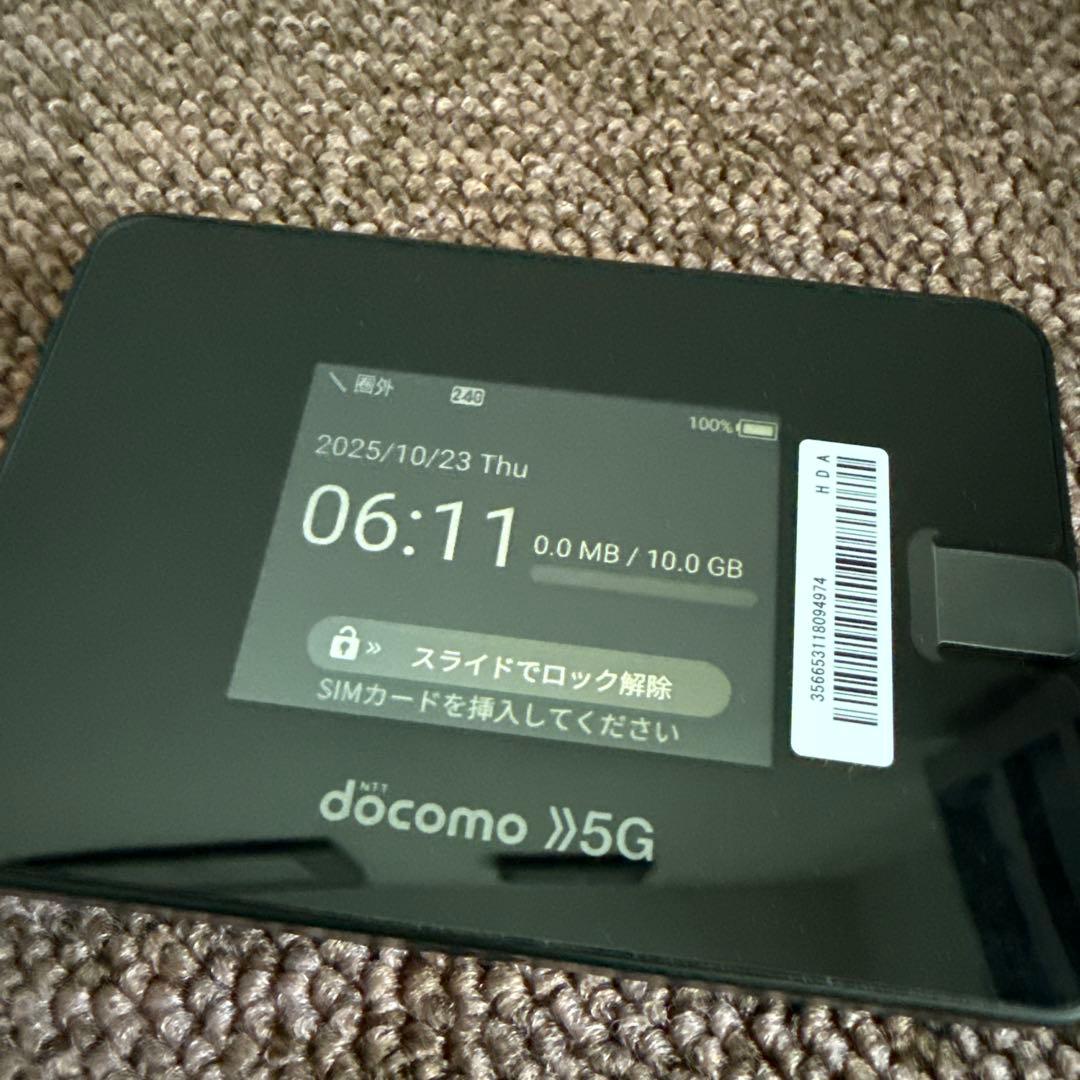 圏外 2.4G
100%
2025/10/23 Thu
06:11 0.0 MB / 10.0 GB
» スライドでロック解除
SIMカードを挿入してください
NTT
docomo 》5G
HDA
356653118094974